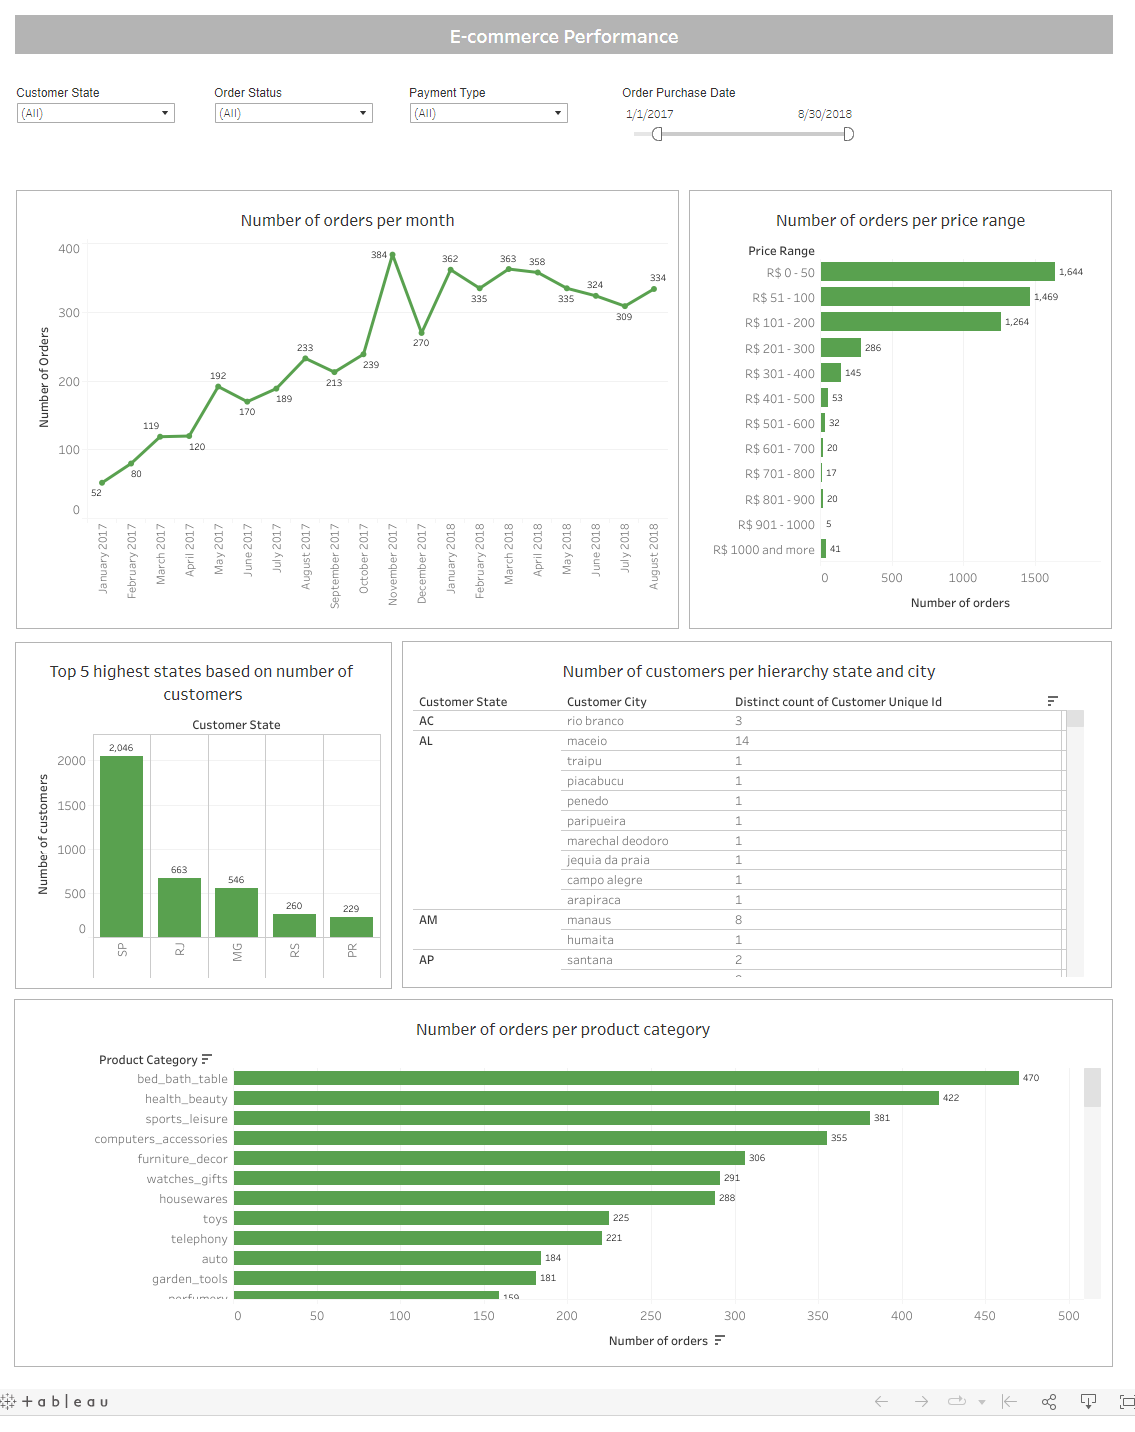 E-commerce Performance
Customer State
Order Status
Payment Type
Order Purchase Date
(All)
(All)
(All)
1/1/2017
8/30/2018
Number of orders per month
Number of Orders
400
300
200
100
0
52
80
119
120
192
170
189
233
213
239
384
270
362
335
363
358
335
324
309
334
January 2017
February 2017
March 2017
April 2017
May 2017
June 2017
July 2017
August 2017
September 2017
October 2017
November 2017
December 2017
January 2018
February 2018
March 2018
April 2018
May 2018
June 2018
July 2018
August 2018
Number of orders per price range
Price Range
R$ 0 - 50 1,644
R$ 51 - 100 1,469
R$ 101 - 200 1,264
R$ 201 - 300 286
R$ 301 - 400 145
R$ 401 - 500 53
R$ 501 - 600 32
R$ 601 - 700 20
R$ 701 - 800 17
R$ 801 - 900 20
R$ 901 - 1000 5
R$ 1000 and more 41
0 500 1000 1500
Number of orders
Top 5 highest states based on number of
customers
Customer State
Number of customers
2000
1500
1000
500
0
2,046
663
546
260
229
SP
RJ
MG
RS
PR
Number of customers per hierarchy state and city
Customer State Customer City Distinct count of Customer Unique Id
AC rio branco 3
AL maceio 14
traipu 1
piacabucu 1
penedo 1
paripueira 1
marechal deodoro 1
jequia da praia 1
campo alegre 1
arapiraca 1
AM manaus 8
humaita 1
AP santana 2
Number of orders per product category
Product Category
bed_bath_table 470
health_beauty 422
sports_leisure 381
computers_accessories 355
furniture_decor 306
watches_gifts 291
housewares 288
toys 225
telephony 221
auto 184
garden_tools 181
perfumery 159
0 50 100 150 200 250 300 350 400 450 500
Number of orders
+ a b l e a u